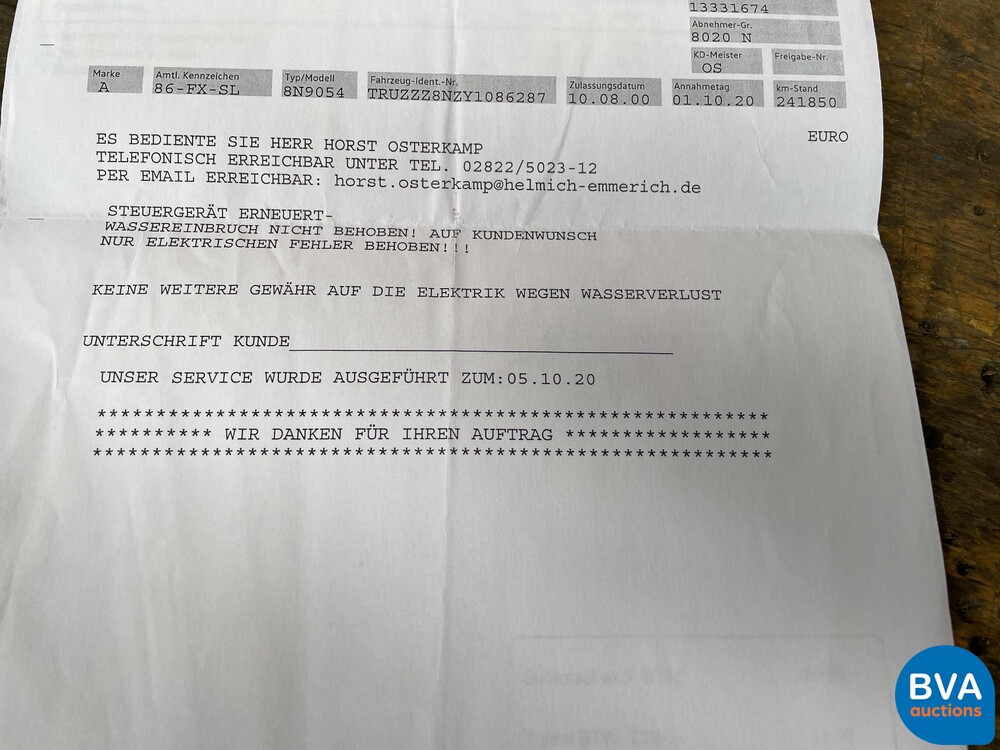 13331674
Abnehmer-Gr.
8020 N
KD-Meister Freigabe-Nr.
OS
Marke Amtl. Kennzeichen Typ/Modell Fahrzeug-Ident.-Nr. Zulassungsdatum Annahmetag km-Stand
A 86-FX-SL 8N9054 TRUZZZ8NZY1086287 10.08.00 01.10.20 241850
EURO
ES BEDIENTE SIE HERR HORST OSTERKAMP
TELEFONISCH ERREICHBAR UNTER TEL. 02822/5023-12
PER EMAIL ERREICHBAR: horst.osterkamp@helmich-emmerich.de
STEUERGERÄT ERNEUERT-
WASSEREINBRUCH NICHT BEHOBEN! AUF KUNDENWUNSCH
NUR ELEKTRISCHEN FEHLER BEHOBEN!!!
KEINE WEITERE GEWÄHR AUF DIE ELEKTRIK WEGEN WASSERVERLUST
UNTERSCHRIFT KUNDE
UNSER SERVICE WURDE AUSGEFÜHRT ZUM:05.10.20
*********************************************************
********** WIR DANKEN FÜR IHREN AUFTRAG ******************
**********************************************************
BVA
auctions